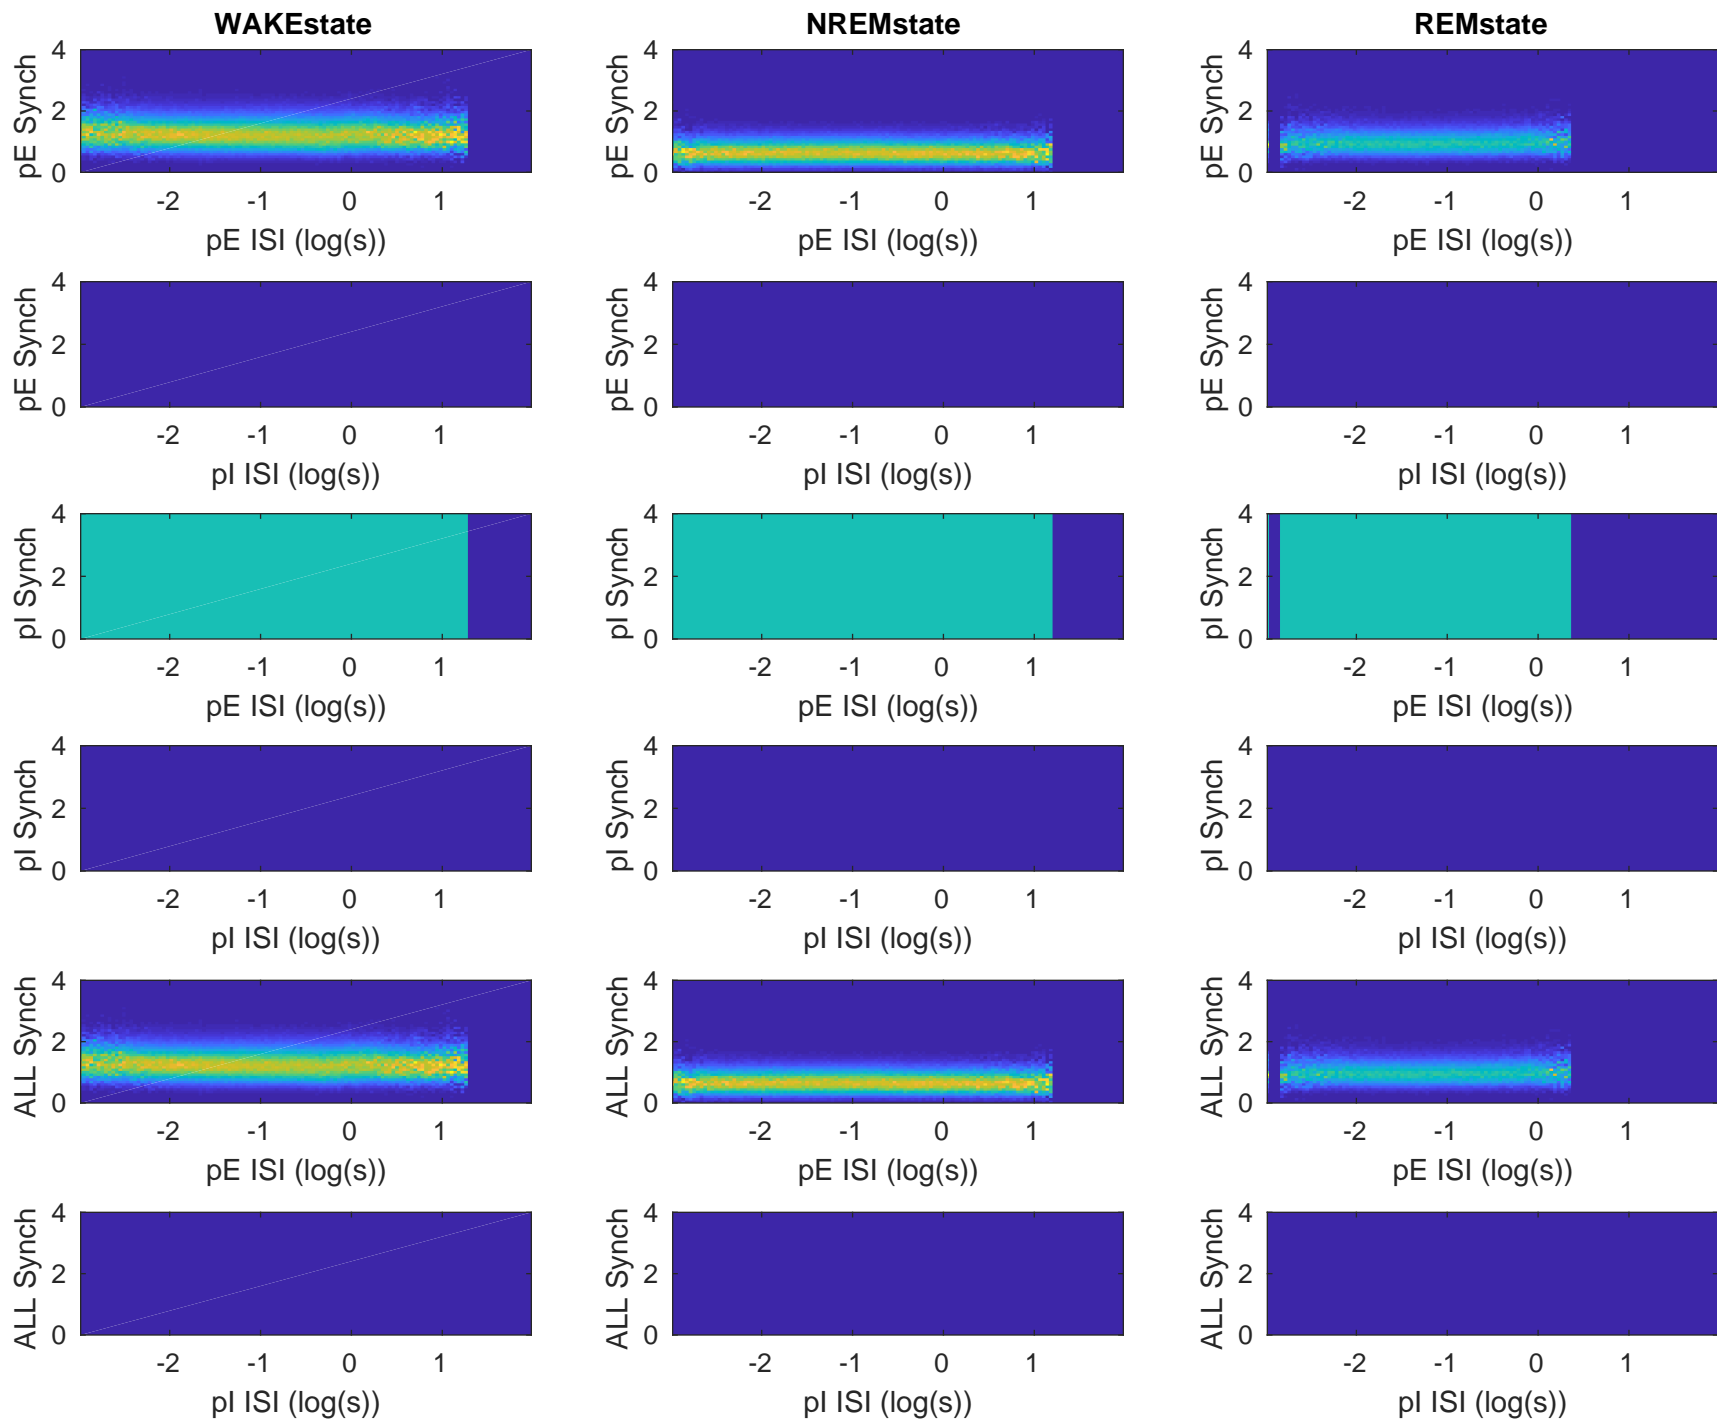 WAKEstate NREMstate REMstate
4 4 4
pE Synch pE Synch pE Synch
2 2 2
0 0 0
-2 -1 0 1 -2 -1 0 1 -2 -1 0 1
pE ISI (log(s)) pE ISI (log(s)) pE ISI (log(s))
4 4 4
pE Synch pE Synch pE Synch
2 2 2
0 0 0
-2 -1 0 1 -2 -1 0 1 -2 -1 0 1
pI ISI (log(s)) pI ISI (log(s)) pI ISI (log(s))
4 4 4
pI Synch pI Synch pI Synch
2 2 2
0 0 0
-2 -1 0 1 -2 -1 0 1 -2 -1 0 1
pE ISI (log(s)) pE ISI (log(s)) pE ISI (log(s))
4 4 4
pI Synch pI Synch pI Synch
2 2 2
0 0 0
-2 -1 0 1 -2 -1 0 1 -2 -1 0 1
pI ISI (log(s)) pI ISI (log(s)) pI ISI (log(s))
4 4 4
ALL Synch ALL Synch ALL Synch
2 2 2
0 0 0
-2 -1 0 1 -2 -1 0 1 -2 -1 0 1
pE ISI (log(s)) pE ISI (log(s)) pE ISI (log(s))
4 4 4
ALL Synch ALL Synch ALL Synch
2 2 2
0 0 0
-2 -1 0 1 -2 -1 0 1 -2 -1 0 1
pI ISI (log(s)) pI ISI (log(s)) pI ISI (log(s))